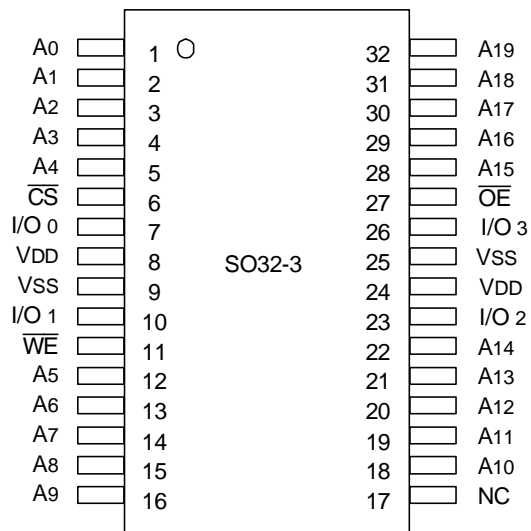 A0 1 32 A19
A1 2 31 A18
A2 3 30 A17
A3 4 29 A16
A4 5 28 A15
C̅S̅ 6 27 O̅E̅
I/O 0 7 26 I/O 3
VDD 8 SO32-3 25 VSS
VSS 9 24 VDD
I/O 1 10 23 I/O 2
W̅E̅ 11 22 A14
A5 12 21 A13
A6 13 20 A12
A7 14 19 A11
A8 15 18 A10
A9 16 17 NC